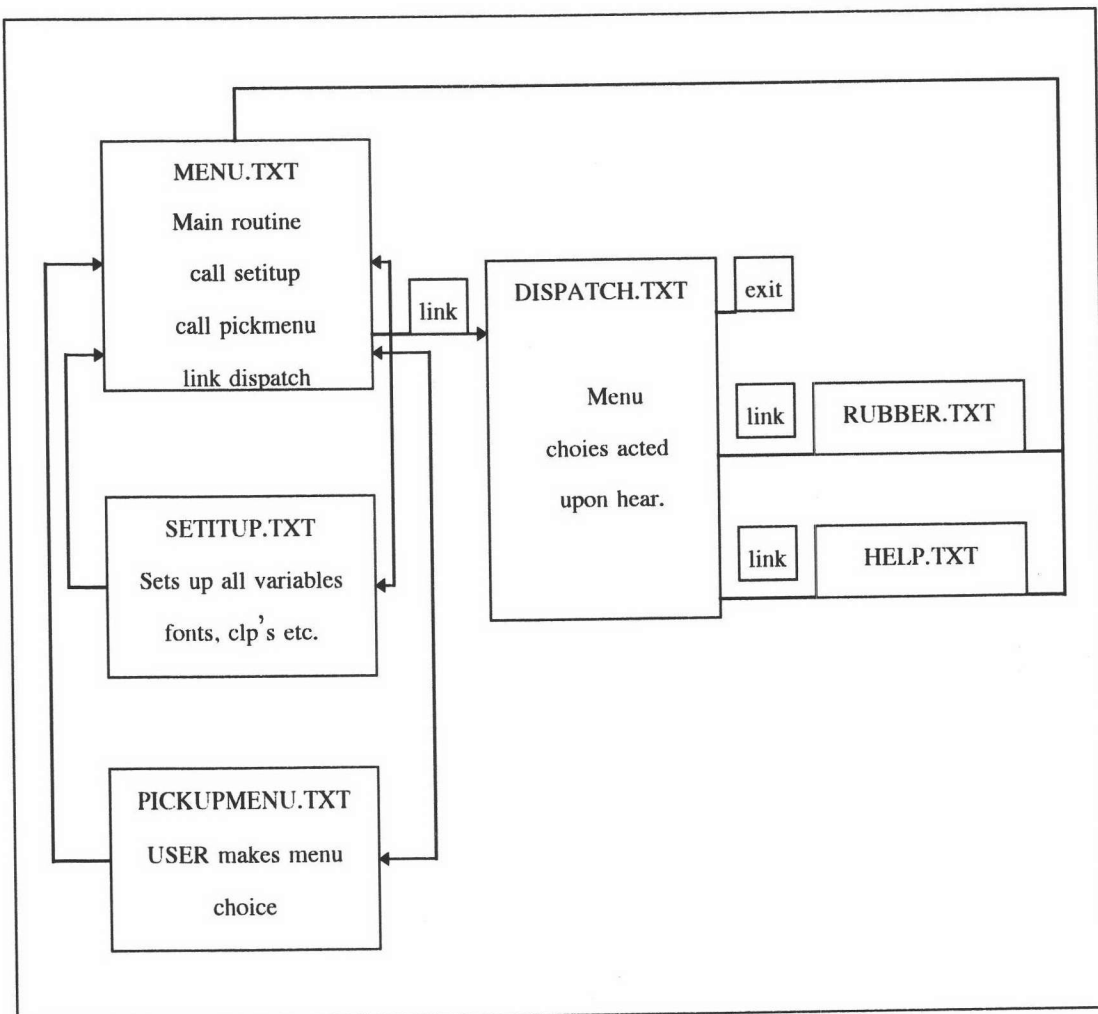 MENU.TXT
Main routine
call setitup
call pickmenu
link dispatch
link
DISPATCH.TXT
Menu
choies acted
upon hear.
exit
link
RUBBER.TXT
link
HELP.TXT
SETITUP.TXT
Sets up all variables
fonts, clp's etc.
PICKUPMENU.TXT
USER makes menu
choice